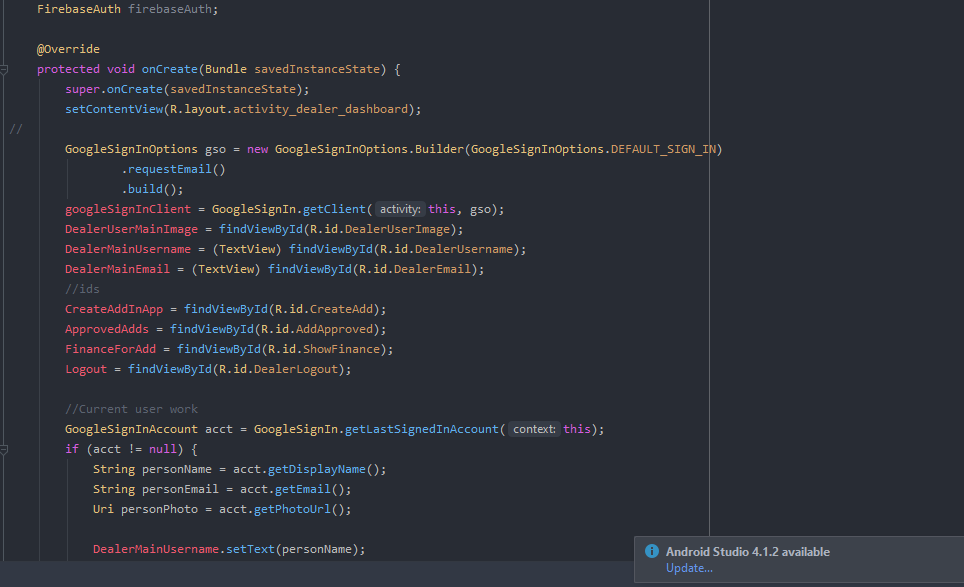 FirebaseAuth firebaseAuth;
@Override
protected void onCreate(Bundle savedInstanceState) {
super.onCreate(savedInstanceState);
setContentView(R.layout.activity_dealer_dashboard);
//
GoogleSignInOptions gso = new GoogleSignInOptions.Builder(GoogleSignInOptions.DEFAULT_SIGN_IN)
.requestEmail()
.build();
googleSignInClient = GoogleSignIn.getClient( activity: this, gso);
DealerUserMainImage = findViewById(R.id.DealerUserImage);
DealerMainUsername = (TextView) findViewById(R.id.DealerUsername);
DealerMainEmail = (TextView) findViewById(R.id.DealerEmail);
//ids
CreateAddInApp = findViewById(R.id.CreateAdd);
ApprovedAdds = findViewById(R.id.AddApproved);
FinanceForAdd = findViewById(R.id.ShowFinance);
Logout = findViewById(R.id.DealerLogout);
//Current user work
GoogleSignInAccount acct = GoogleSignIn.getLastSignedInAccount( context: this);
if (acct != null) {
String personName = acct.getDisplayName();
String personEmail = acct.getEmail();
Uri personPhoto = acct.getPhotoUrl();
DealerMainUsername.setText(personName);
Android Studio 4.1.2 available
Update...